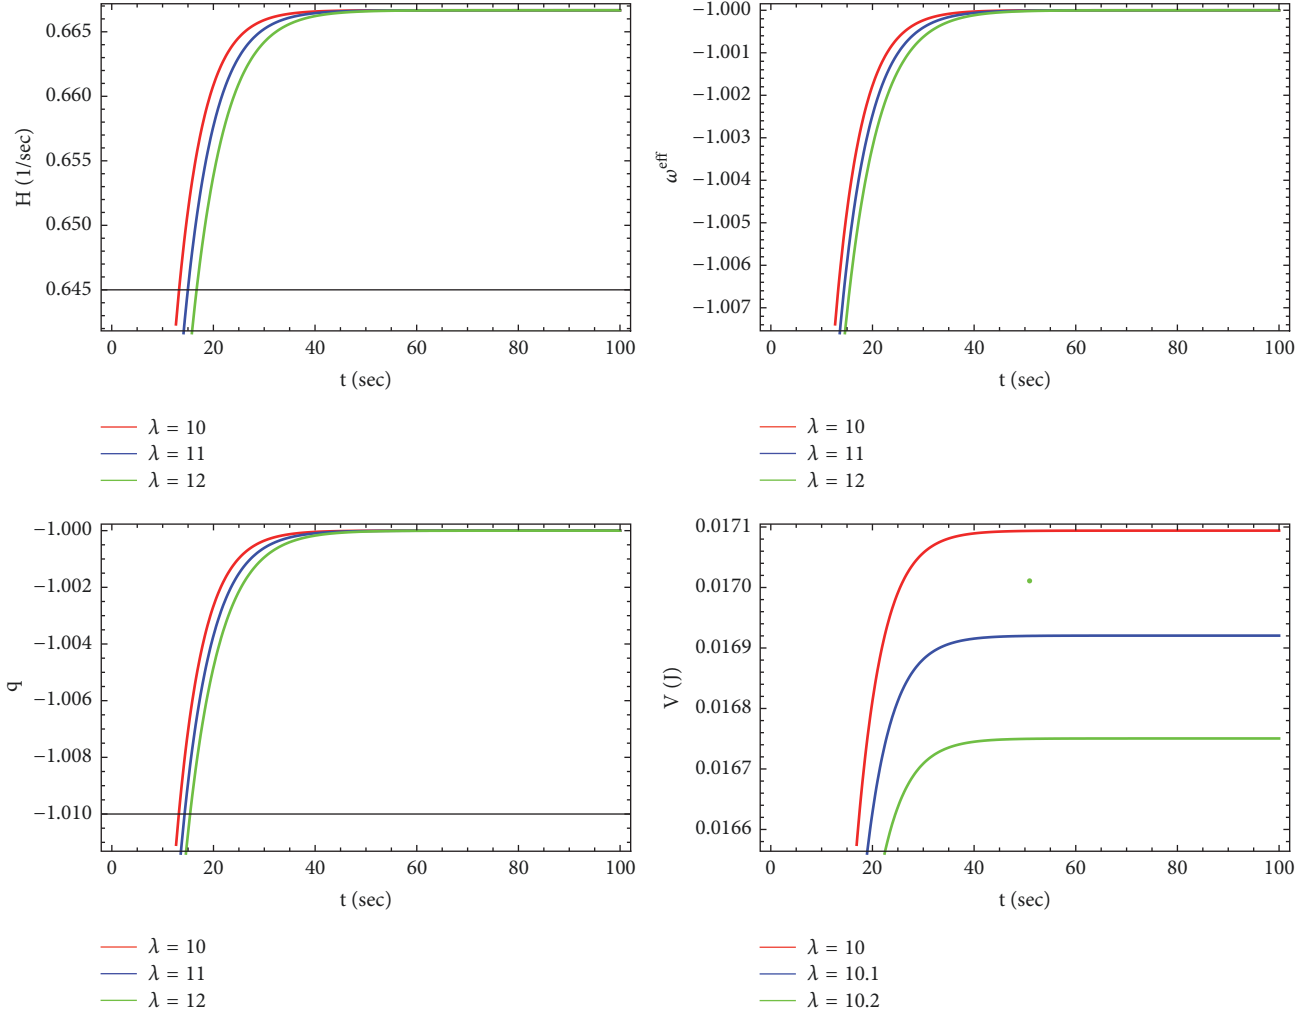 0.665
0.660
0.655
0.650
0.645
H (1/sec)
0 20 40 60 80 100
t (sec)
λ = 10
λ = 11
λ = 12
−1.000
−1.001
−1.002
−1.003
−1.004
−1.005
−1.006
−1.007
ω^eff
0 20 40 60 80 100
t (sec)
λ = 10
λ = 11
λ = 12
−1.000
−1.002
−1.004
−1.006
−1.008
−1.010
q
0 20 40 60 80 100
t (sec)
λ = 10
λ = 11
λ = 12
0.0171
0.0170
0.0169
0.0168
0.0167
0.0166
V (J)
0 20 40 60 80 100
t (sec)
λ = 10
λ = 10.1
λ = 10.2